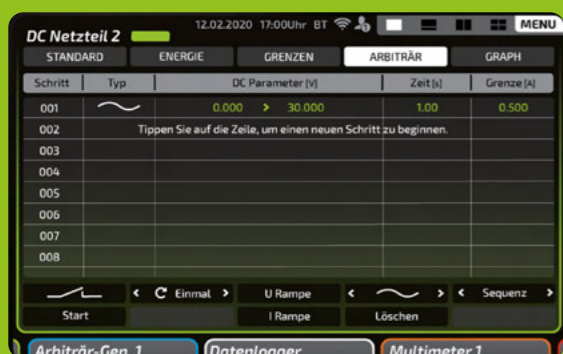 DC Netzteil 2 12.02.2020 17:00Uhr BT MENU
STANDARD ENERGIE GRENZEN ARBITRÄR GRAPH
Schritt Typ DC Parameter [V] Zeit [s] Grenze [A]
001 0.000 > 30.000 1.00 0.500
002 Tippen Sie auf die Zeile, um einen neuen Schritt zu beginnen.
003
004
005
006
007
008
< Einmal > U Rampe < > < Sequenz >
Start I Rampe Löschen
Arbiträr-Gen. 1 Datenlogger Multimeter 1